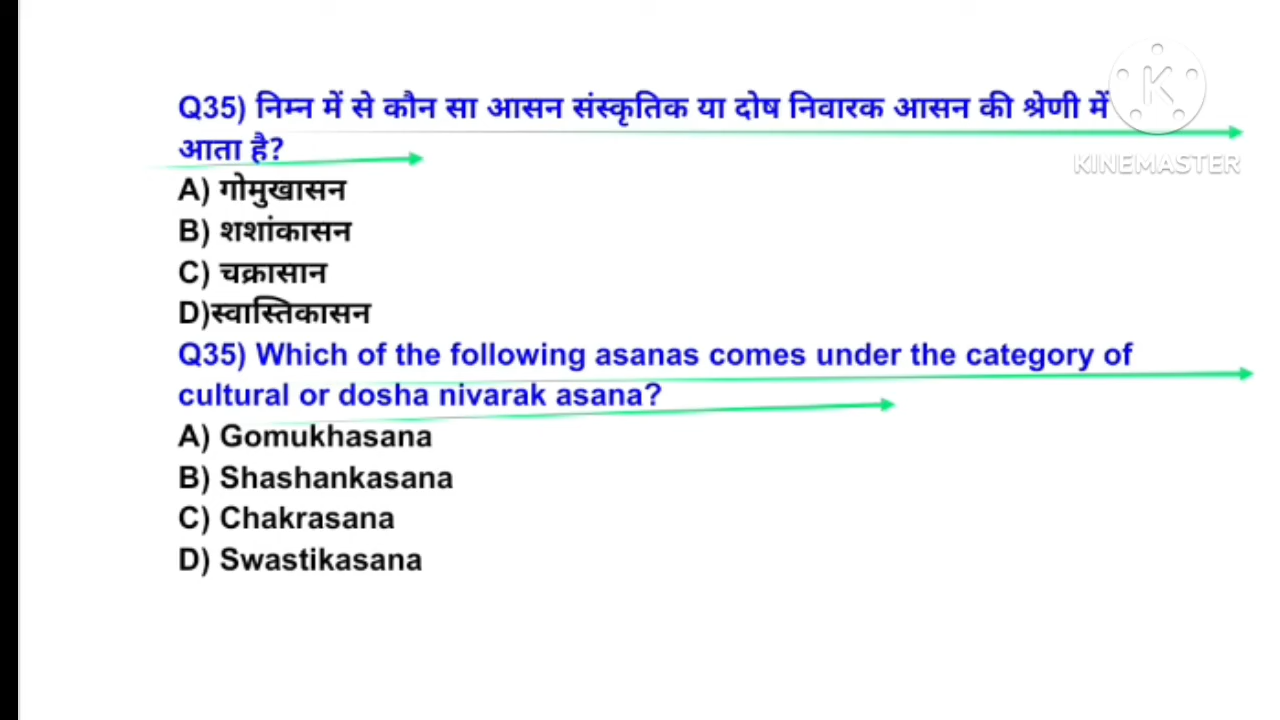 Q35) निम्न में से कौन सा आसन संस्कृतिक या दोष निवारक आसन की श्रेणी में
आता है?
KINEMASTER
A) गोमुखासन
B) शशांकासन
C) चक्रासान
D)स्वास्तिकासन
Q35) Which of the following asanas comes under the category of
cultural or dosha nivarak asana?
A) Gomukhasana
B) Shashankasana
C) Chakrasana
D) Swastikasana